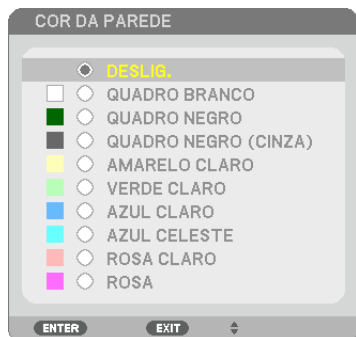 COR DA PAREDE
DESLIG.
QUADRO BRANCO
QUADRO NEGRO
QUADRO NEGRO (CINZA)
AMARELO CLARO
VERDE CLARO
AZUL CLARO
AZUL CELESTE
ROSA CLARO
ROSA
ENTER EXIT